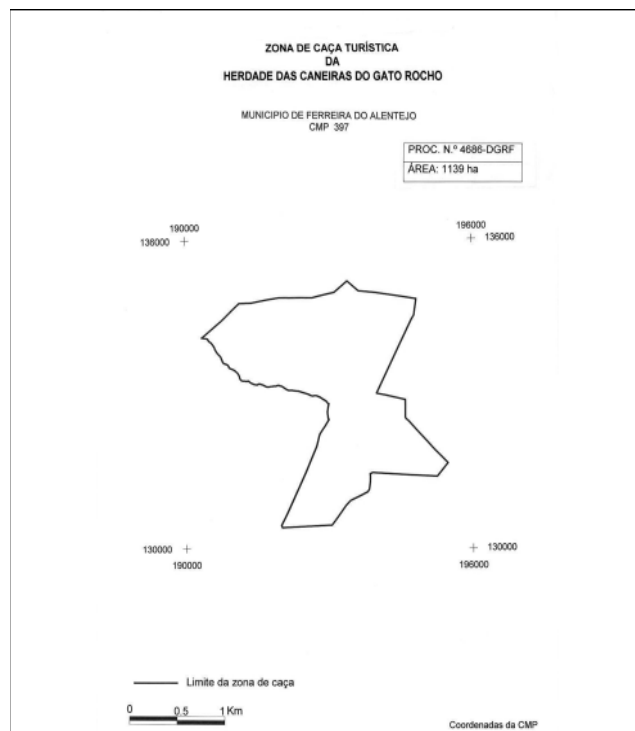 ZONA DE CAÇA TURÍSTICA
DA
HERDADE DAS CANEIRAS DO GATO ROCHO
MUNICIPIO DE FERREIRA DO ALENTEJO
CMP 397
PROC. N.º 4686-DGRF
ÁREA: 1139 ha
190000
136000
196000
136000
130000
190000
130000
196000
Limite da zona de caça
0 0.5 1 Km
Coordenadas da CMP